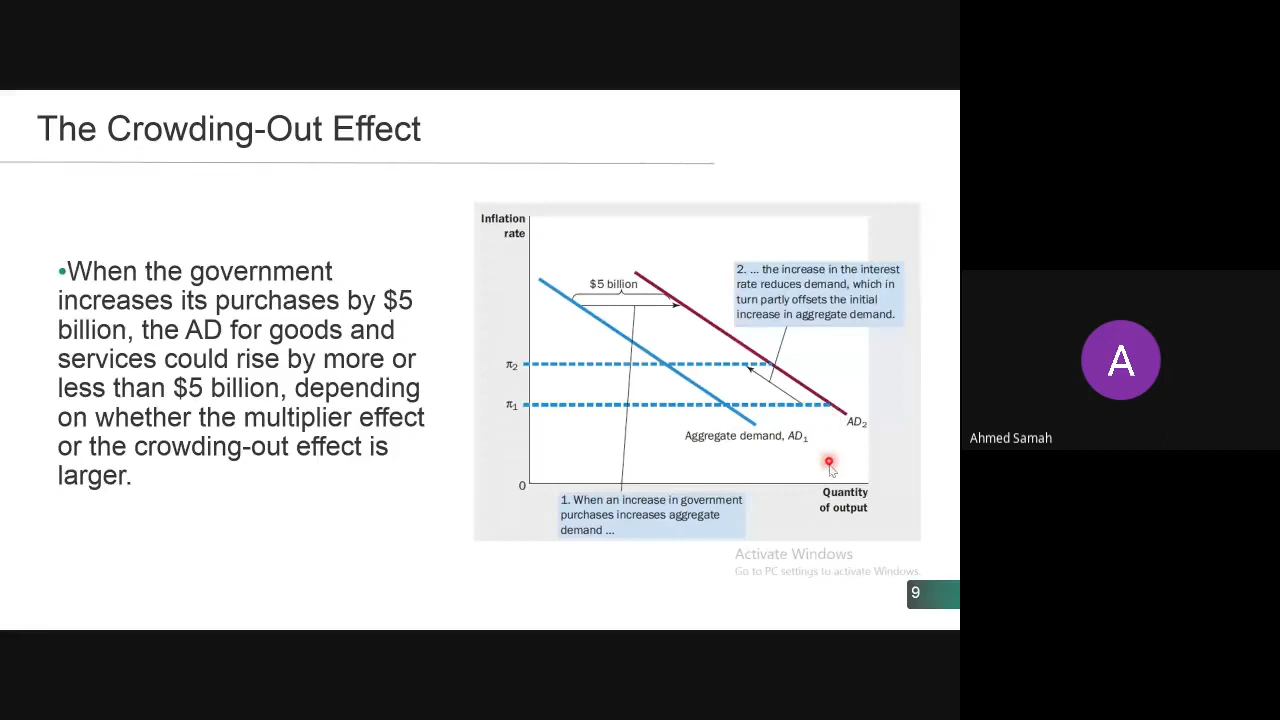 The Crowding-Out Effect
•When the government
increases its purchases by $5
billion, the AD for goods and
services could rise by more or
less than $5 billion, depending
on whether the multiplier effect
or the crowding-out effect is
larger.
Inflation
rate
$5 billion
2. ... the increase in the interest
rate reduces demand, which in
turn partly offsets the initial
increase in aggregate demand.
π2
π1
AD2
Aggregate demand, AD1
0
Quantity
of output
1. When an increase in government
purchases increases aggregate
demand ...
Activate Windows
Go to PC settings to activate Windows.
9
A
Ahmed Samah